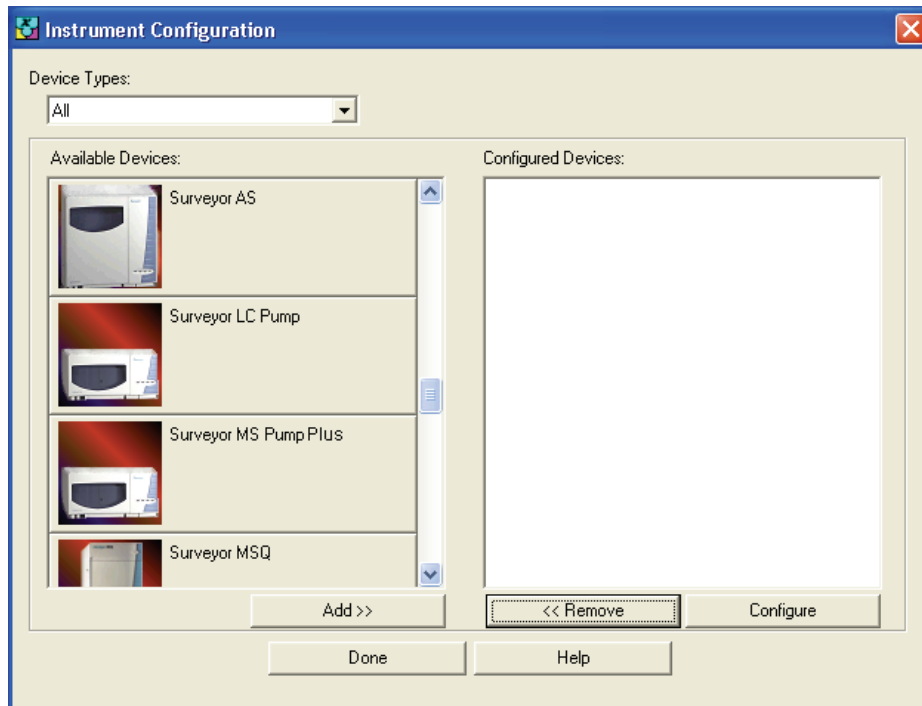 Instrument Configuration
Device Types:
All
Available Devices:
Configured Devices:
Surveyor AS
Surveyor LC Pump
Surveyor MS Pump Plus
Surveyor MSQ
Add >>
<< Remove
Configure
Done
Help